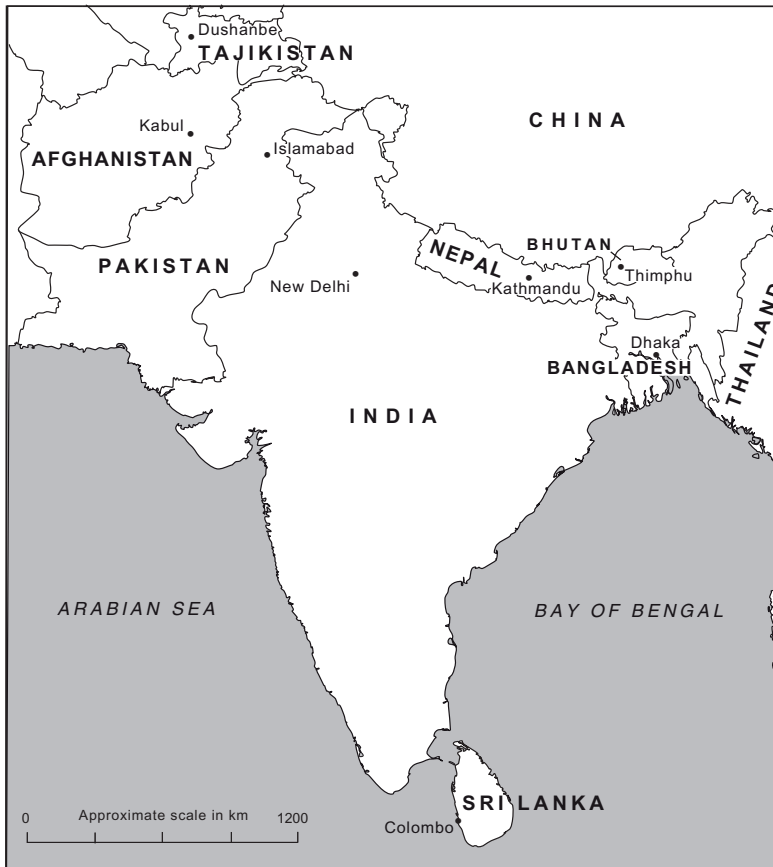 Dushanbe
TAJIKISTAN
CHINA
Kabul
Islamabad
AFGHANISTAN
PAKISTAN
NEPAL
BHUTAN
New Delhi
Kathmandu
Thimphu
THAILAND
Dhaka
BANGLADESH
INDIA
ARABIAN SEA
BAY OF BENGAL
SRI LANKA
0 Approximate scale in km 1200
Colombo